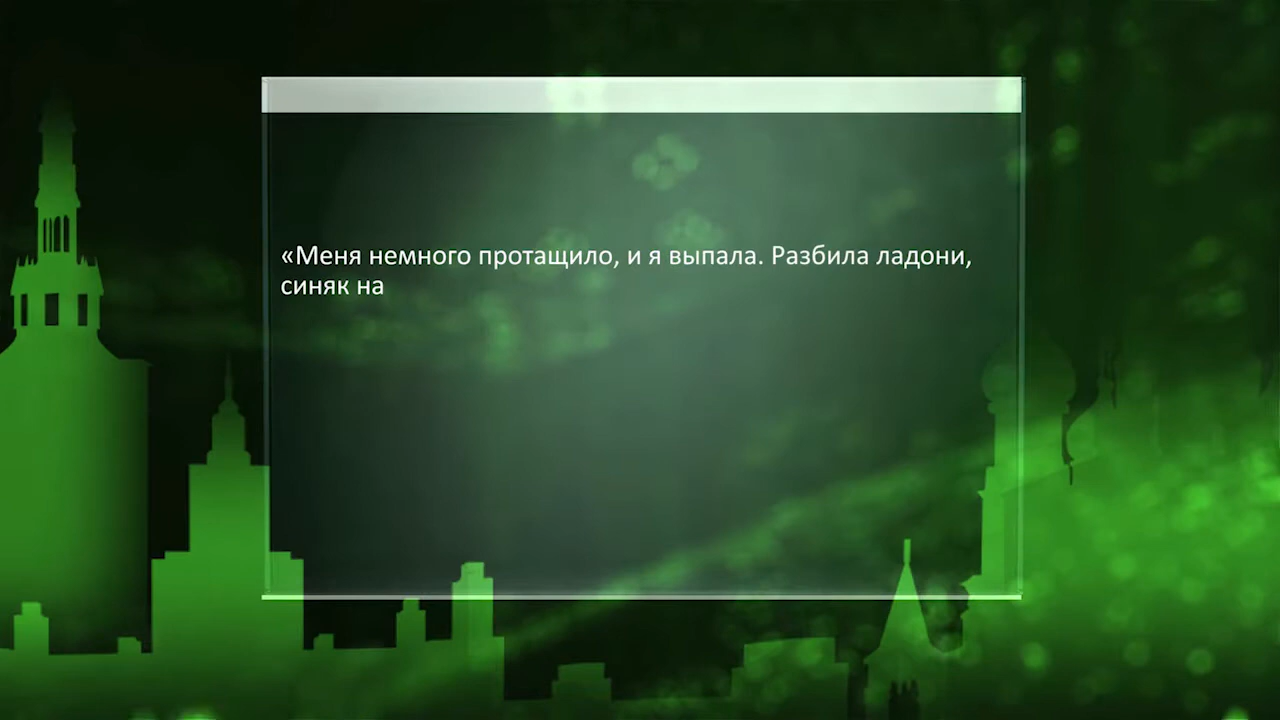 «Меня немного протащило, и я выпала. Разбила ладони,
синяк на